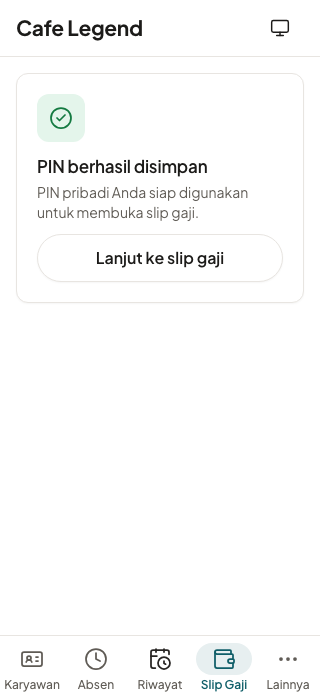 Cafe Legend
PIN berhasil disimpan
PIN pribadi Anda siap digunakan
untuk membuka slip gaji.
Lanjut ke slip gaji
Karyawan
Absen
Riwayat
Slip Gaji
Lainnya